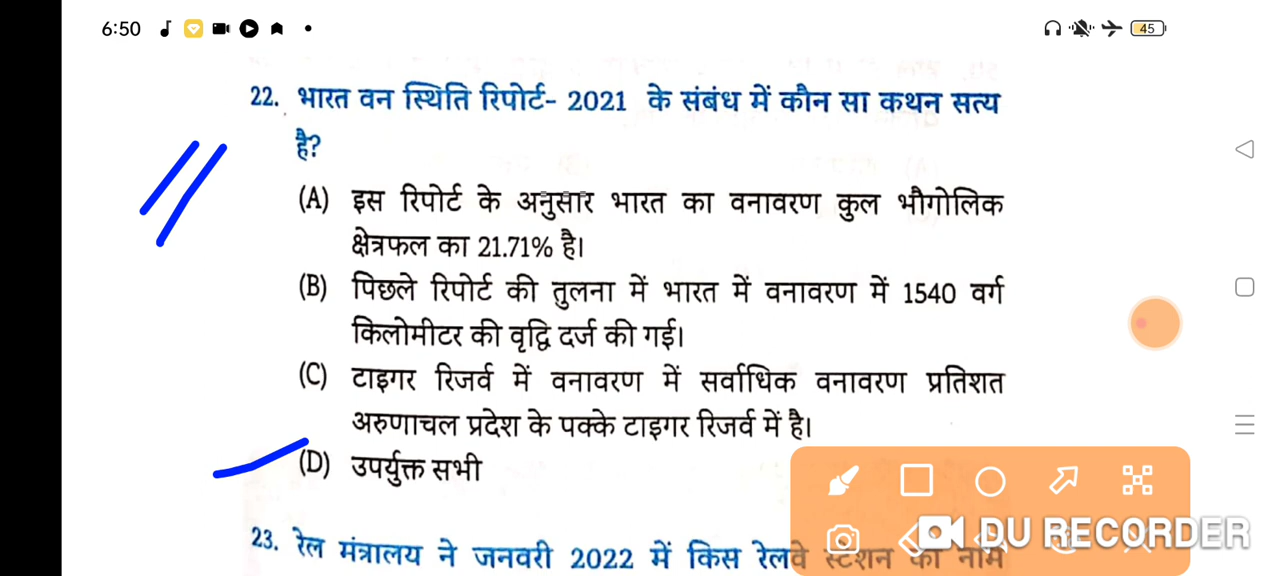 6:50
45
22. भारत वन स्थिति रिपोर्ट- 2021 के संबंध में कौन सा कथन सत्य
है?
(A) इस रिपोर्ट के अनुसार भारत का वनावरण कुल भौगोलिक
क्षेत्रफल का 21.71% है।
(B) पिछले रिपोर्ट की तुलना में भारत में वनावरण में 1540 वर्ग
किलोमीटर की वृद्धि दर्ज की गई।
(C) टाइगर रिजर्व में वनावरण में सर्वाधिक वनावरण प्रतिशत
अरुणाचल प्रदेश के पक्के टाइगर रिजर्व में है।
(D) उपर्युक्त सभी
23. रेल मंत्रालय ने जनवरी 2022 में किस रेलवे स्टेशन का नाम
DU RECORDER